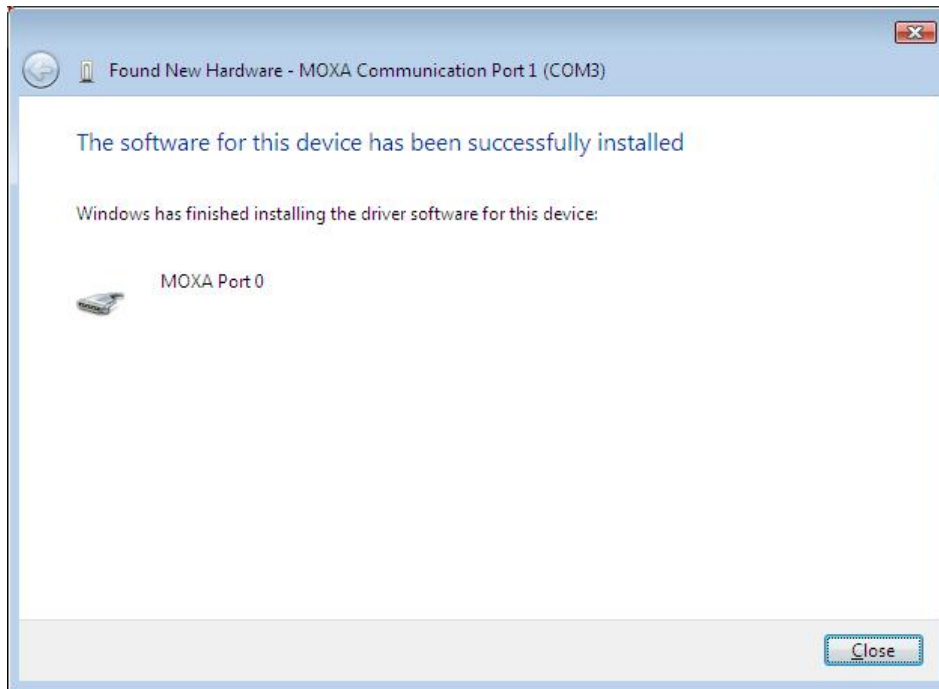 Found New Hardware - MOXA Communication Port 1 (COM3)
The software for this device has been successfully installed
Windows has finished installing the driver software for this device:
MOXA Port 0
Close